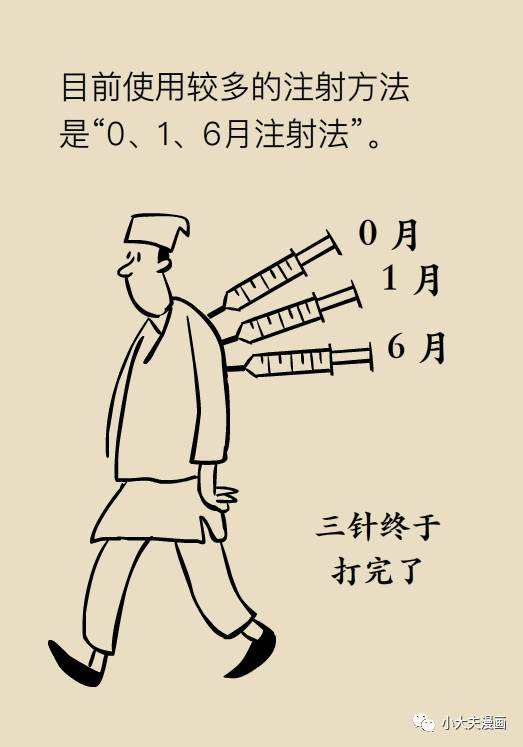 目前使用较多的注射方法
是“0、1、6月注射法”。
0 月
1 月
6 月
三针终于
打完了
小大夫漫画